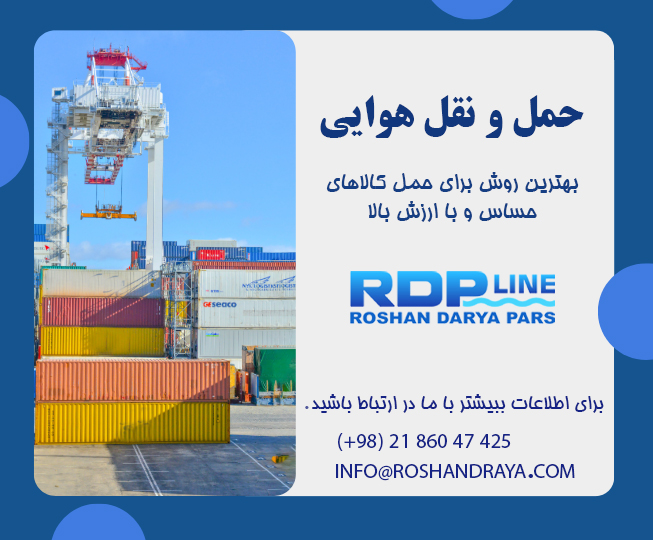 حمل و نقل هوایی
بهترین روش برای حمل کالاهای
حساس و با ارزش بالا
RDP LINE
ROSHAN DARYA PARS
برای اطلاعات بییشتر با ما در ارتباط باشید.
(+98) 21 860 47 425
INFO@ROSHANDRAYA.COM
seaco